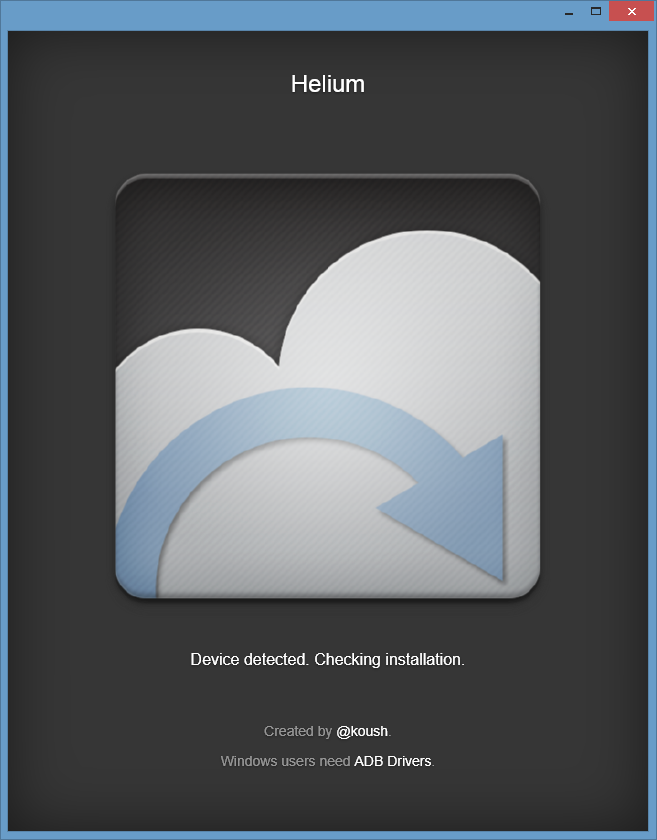 Helium
Device detected. Checking installation.
Created by @koush.
Windows users need ADB Drivers.